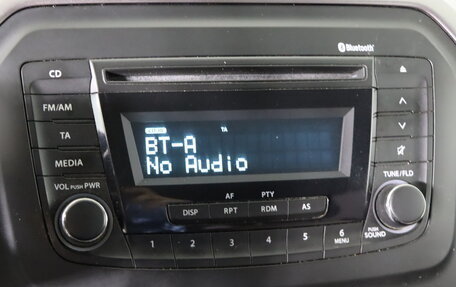 Bluetooth
CD
FM/AM
TA
MEDIA
VOL PUSH PWR
TA
BT-A
No Audio
TUNE/FLD
AF PTY
DISP RPT RDM AS
1 2 3 4 5 6
MENU
PUSH
SOUND